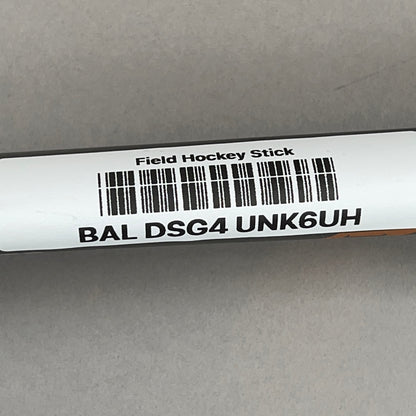 Field Hockey Stick
BAL DSG4 UNK6UH